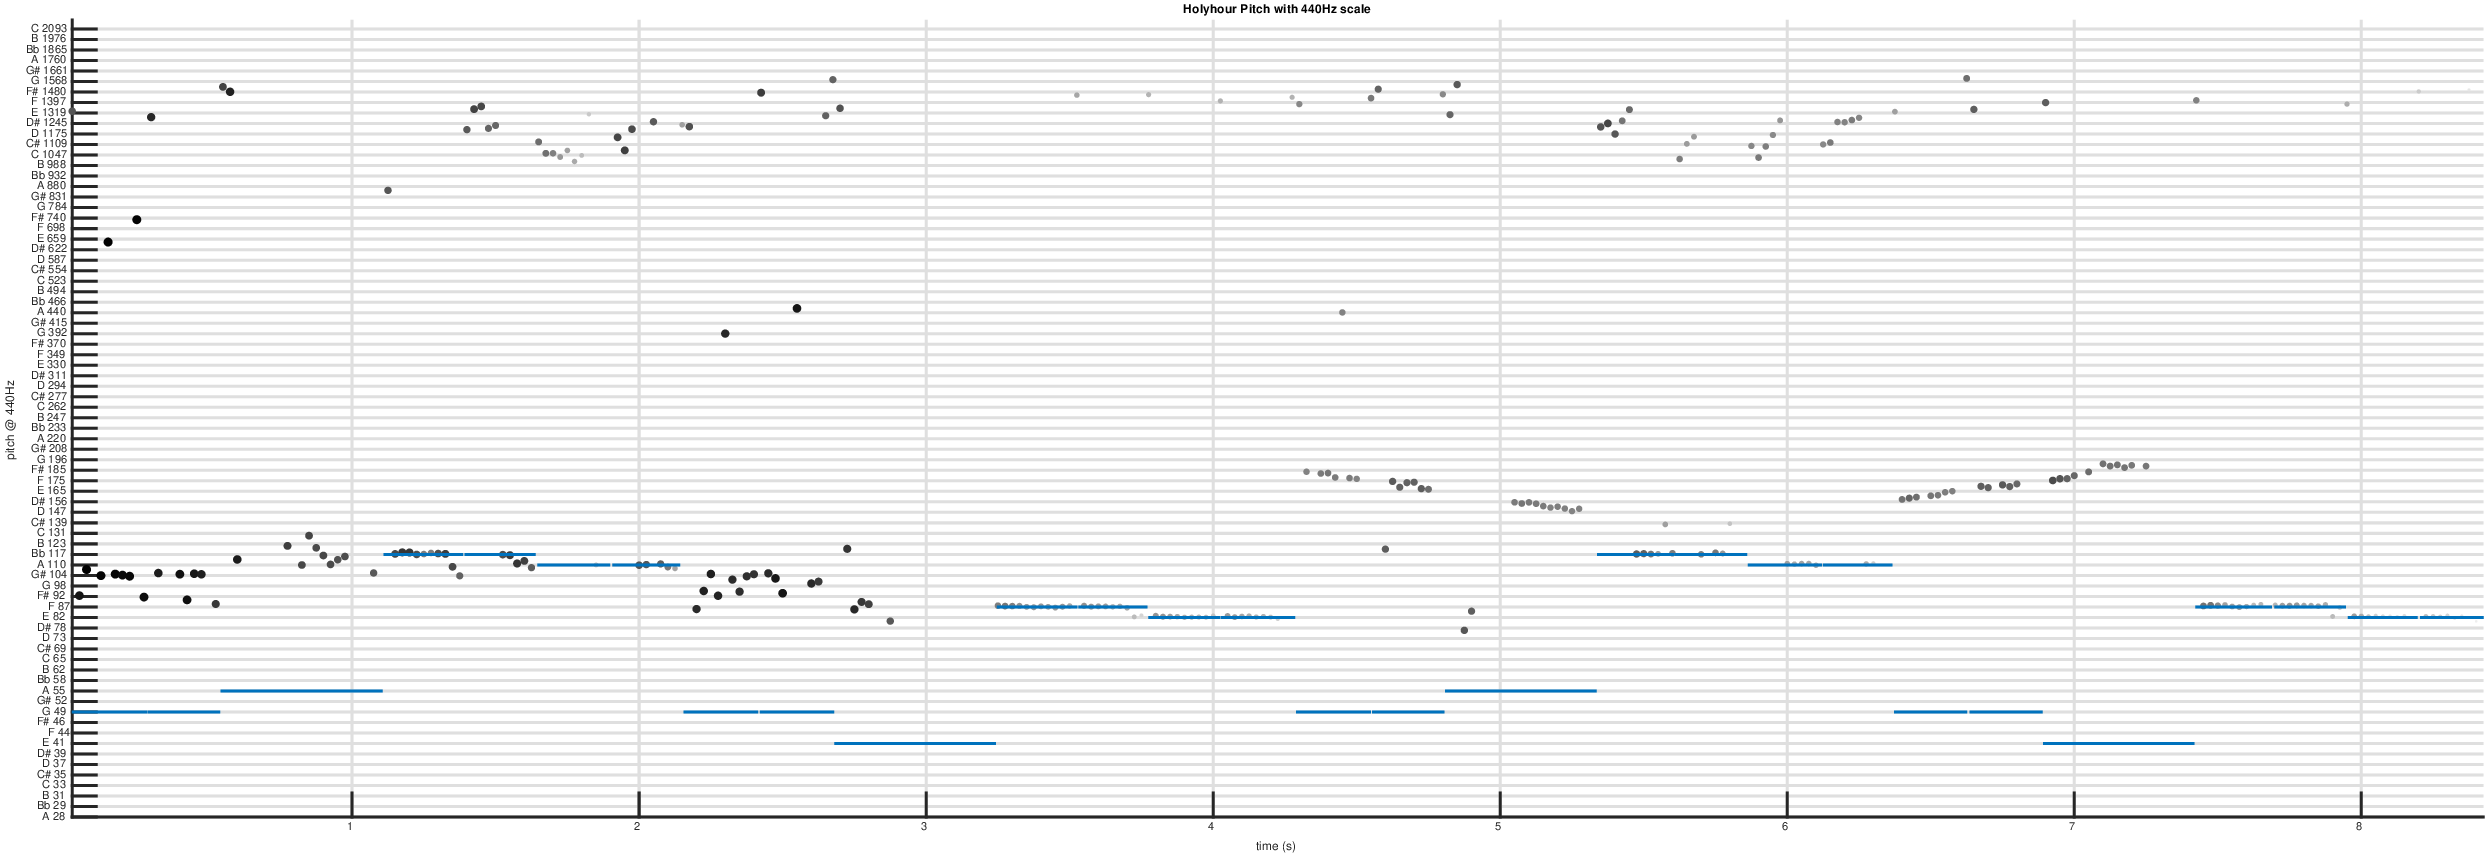 Holyhour Pitch with 440Hz scale
C 2093
B 1976
Bb 1865
A 1760
G# 1661
G 1568
F# 1480
F 1397
E 1319
D# 1245
D 1175
C# 1109
C 1047
B 988
Bb 932
A 880
G# 831
G 784
F# 740
F 698
E 659
D# 622
D 587
C# 554
C 523
B 494
Bb 466
A 440
G# 415
G 392
F# 370
F 349
E 330
D# 311
D 294
C# 277
C 262
B 247
Bb 233
A 220
G# 208
G 196
F# 185
F 175
E 165
D# 156
D 147
C# 139
C 131
B 123
Bb 117
A 110
G# 104
G 98
F# 92
F 87
E 82
D# 78
D 73
C# 69
C 65
B 62
Bb 58
A 55
G# 52
G 49
F# 46
F 44
E 41
D# 39
D 37
C# 35
C 33
B 31
Bb 29
A 28
pitch @ 440Hz
1 2 3 4 5 6 7 8
time (s)